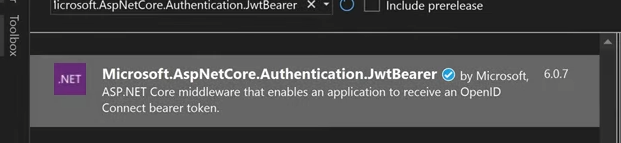 Microsoft.AspNetCore.Authentication.JwtBearer Include prerelease
Toolbox
.NET Microsoft.AspNetCore.Authentication.JwtBearer by Microsoft, 6.0.7
ASP.NET Core middleware that enables an application to receive an OpenID
Connect bearer token.